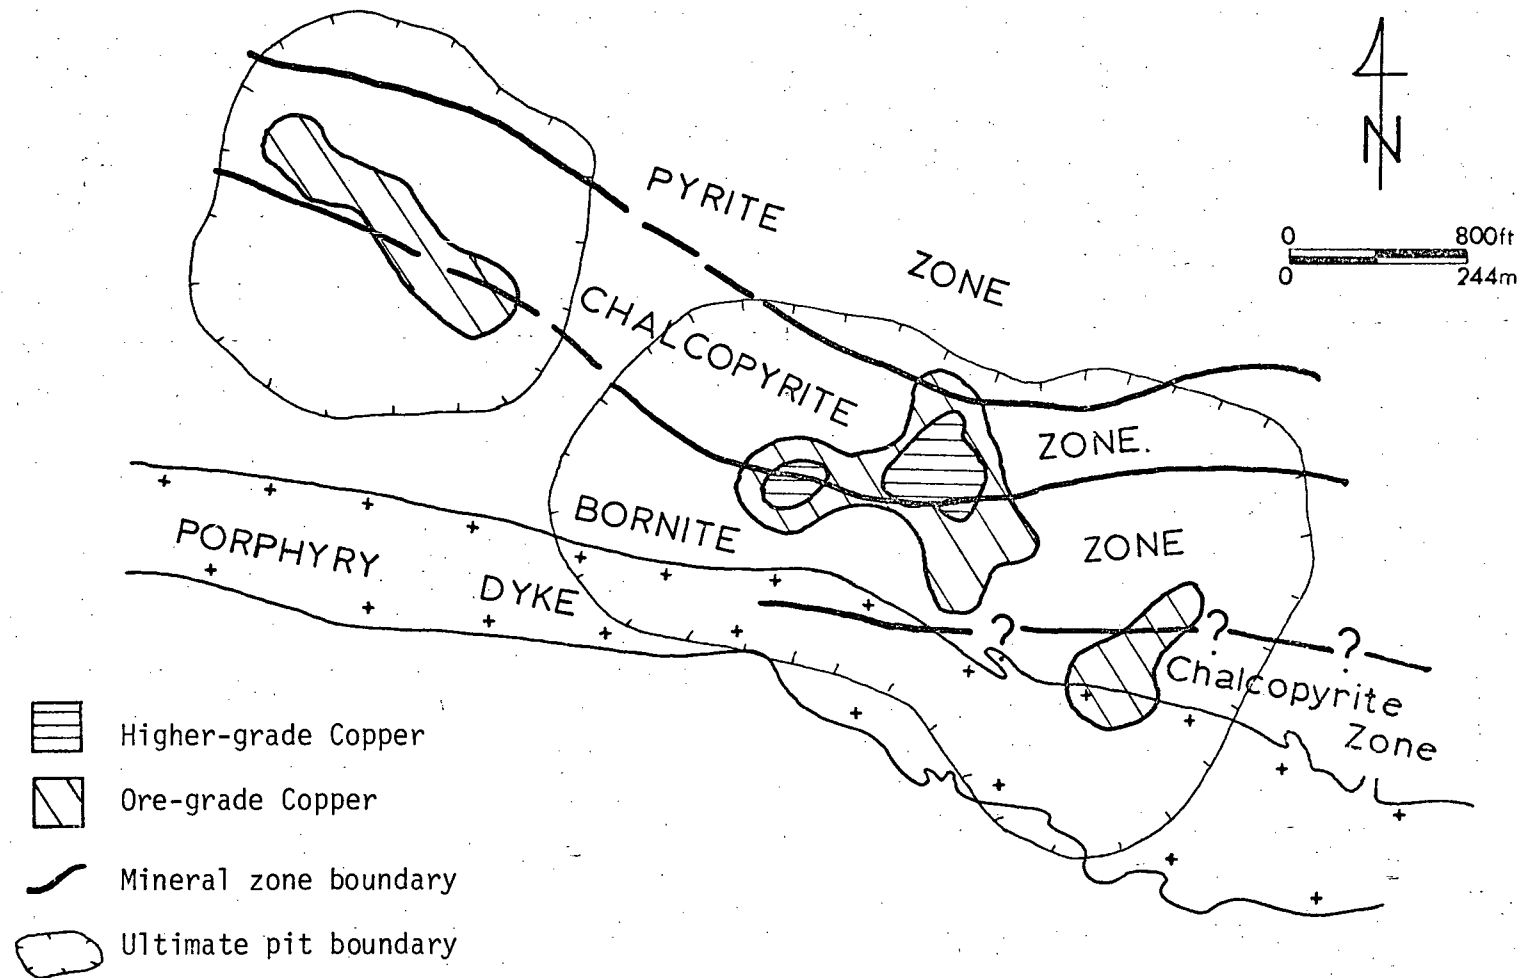 N
0 800ft
0 244m
PYRITE ZONE
CHALCOPYRITE ZONE.
BORNITE ZONE
PORPHYRY DYKE
? ? ?
Chalcopyrite
Zone
Higher-grade Copper
Ore-grade Copper
Mineral zone boundary
Ultimate pit boundary